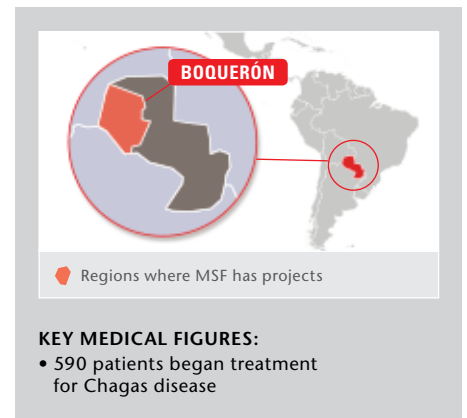 BOQUERÓN
Regions where MSF has projects
KEY MEDICAL FIGURES:
• 590 patients began treatment
for Chagas disease